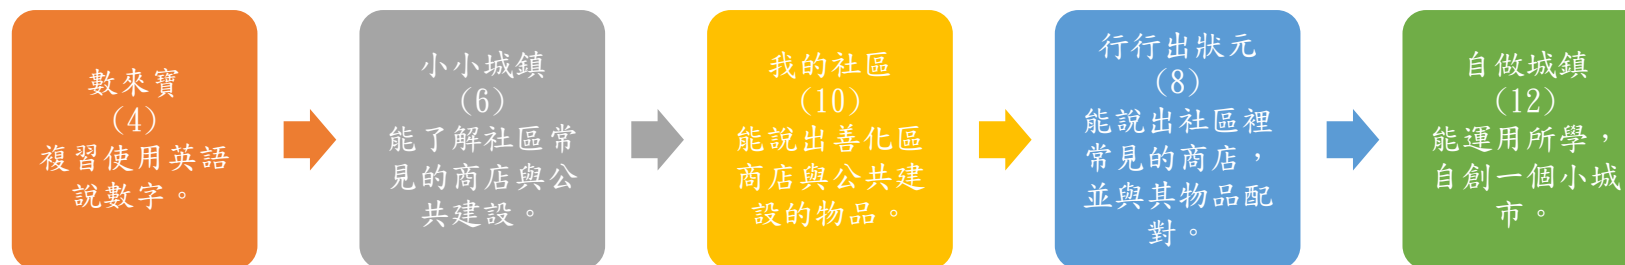 數來寶
(4)
複習使用英語
說數字。
小小城鎮
(6)
能了解社區常
見的商店與公
共建設。
我的社區
(10)
能說出善化區
商店與公共建
設的物品。
行行出狀元
(8)
能說出社區裡
常見的商店，
並與其物品配
對。
自做城鎮
(12)
能運用所學，
自創一個小城
市。